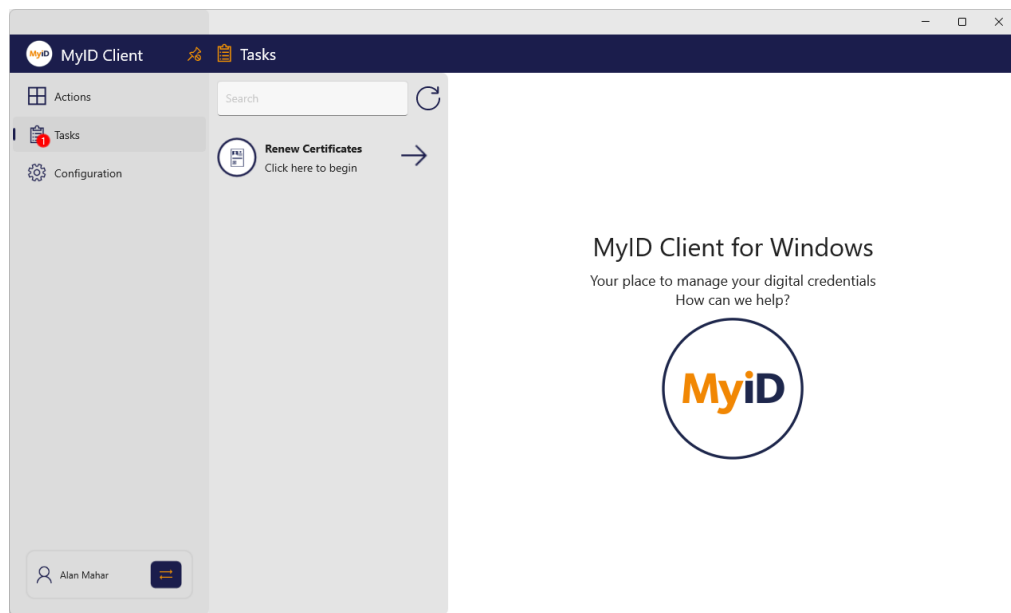 MyID
MyID Client
Tasks
Actions
Tasks
1
Configuration
Search
Renew Certificates
Click here to begin
MyID Client for Windows
Your place to manage your digital credentials
How can we help?
MyiD
Alan Mahar